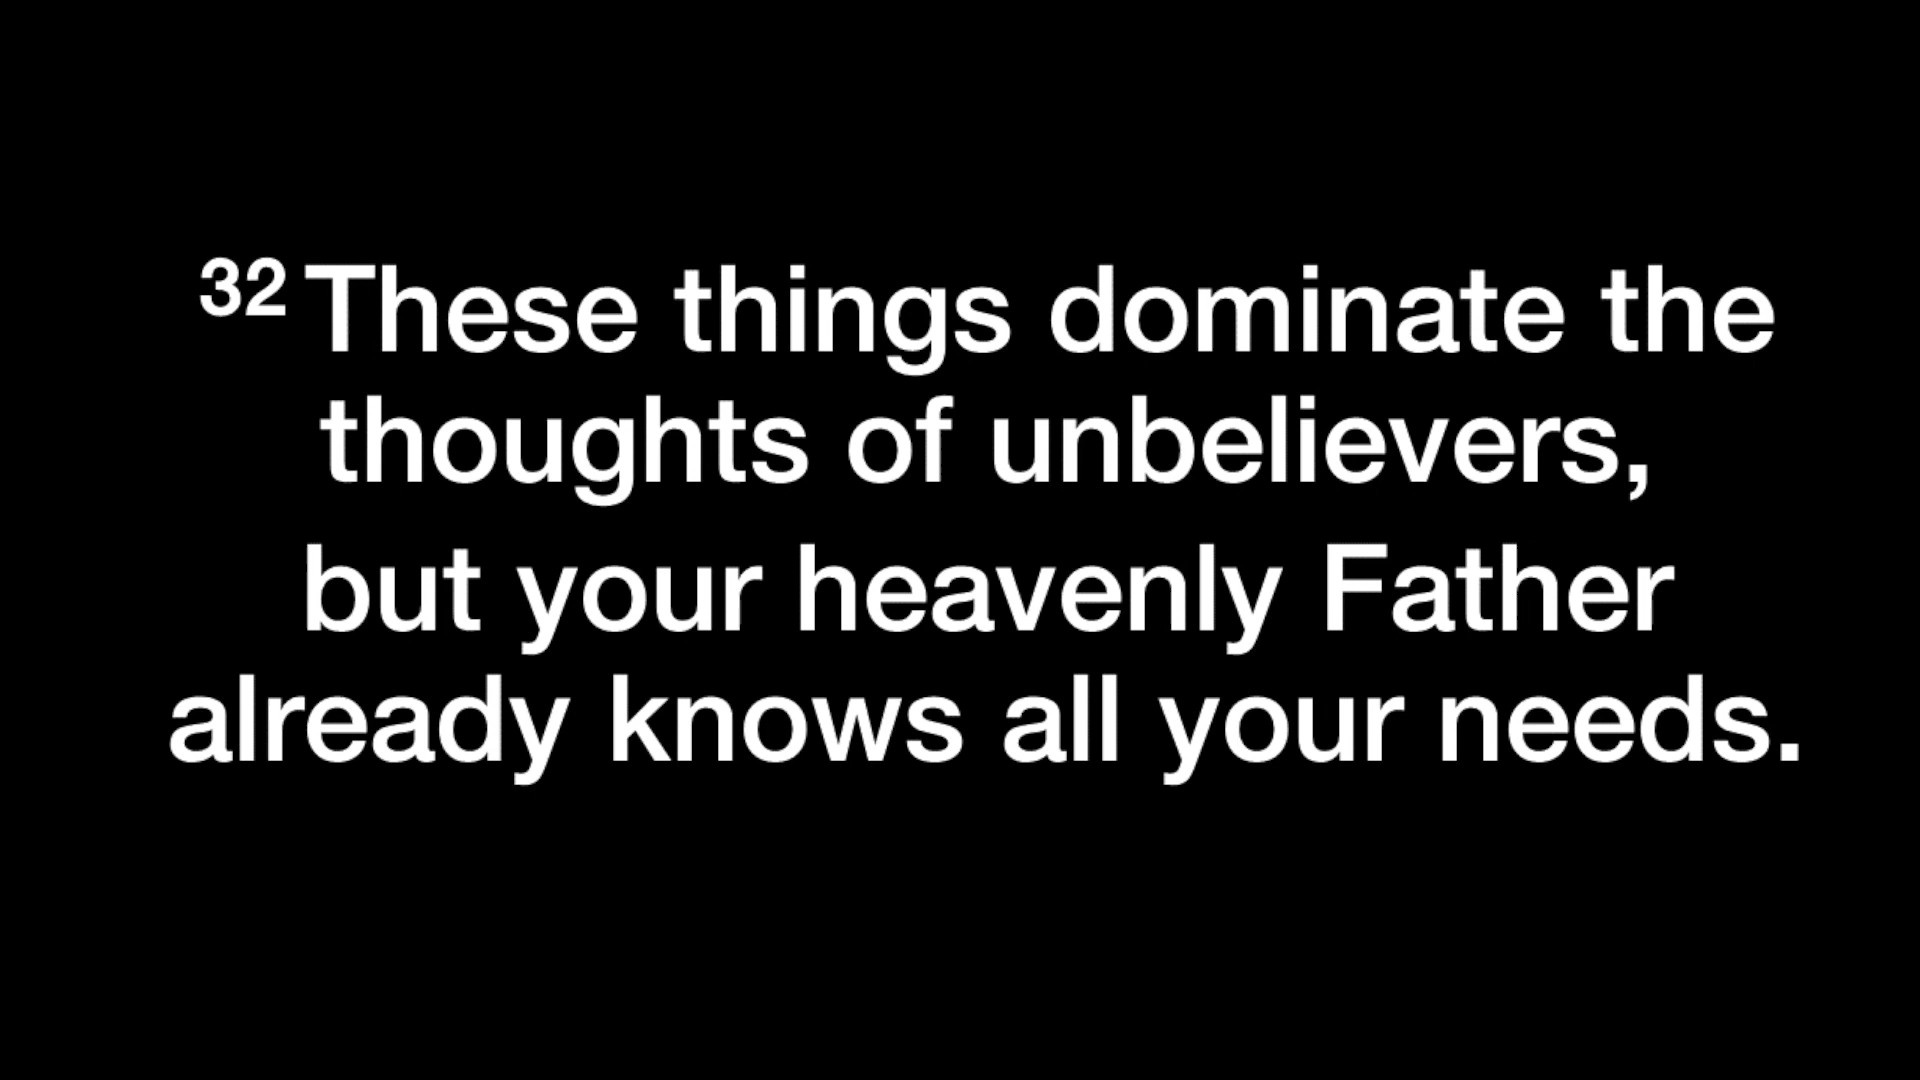 32 These things dominate the
thoughts of unbelievers,
but your heavenly Father
already knows all your needs.